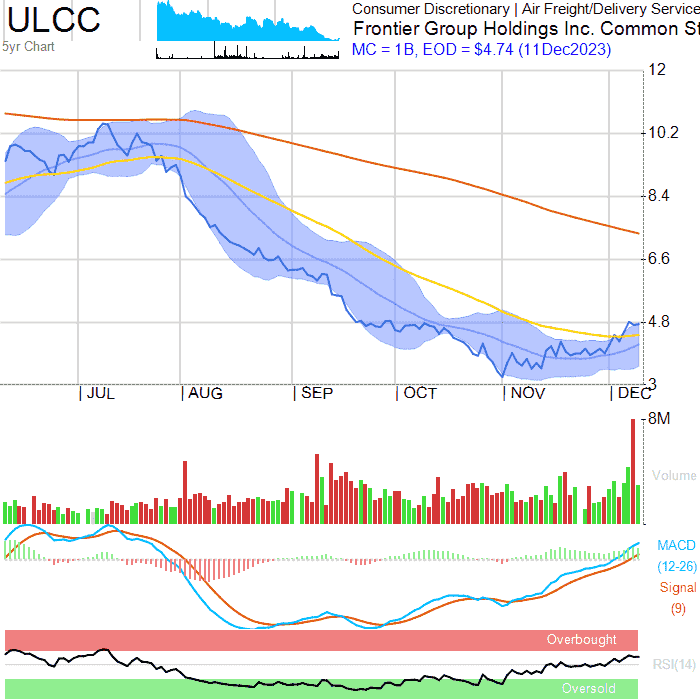 ULCC
5yr Chart
Consumer Discretionary | Air Freight/Delivery Service
Frontier Group Holdings Inc. Common St
MC = 1B, EOD = $4.74 (11Dec2023)
12
10.2
8.4
6.6
4.8
3
| JUL | AUG | SEP | OCT | NOV | DEC
8M
Volume
MACD
(12-26)
Signal
(9)
Overbought
RSI(14)
Oversold